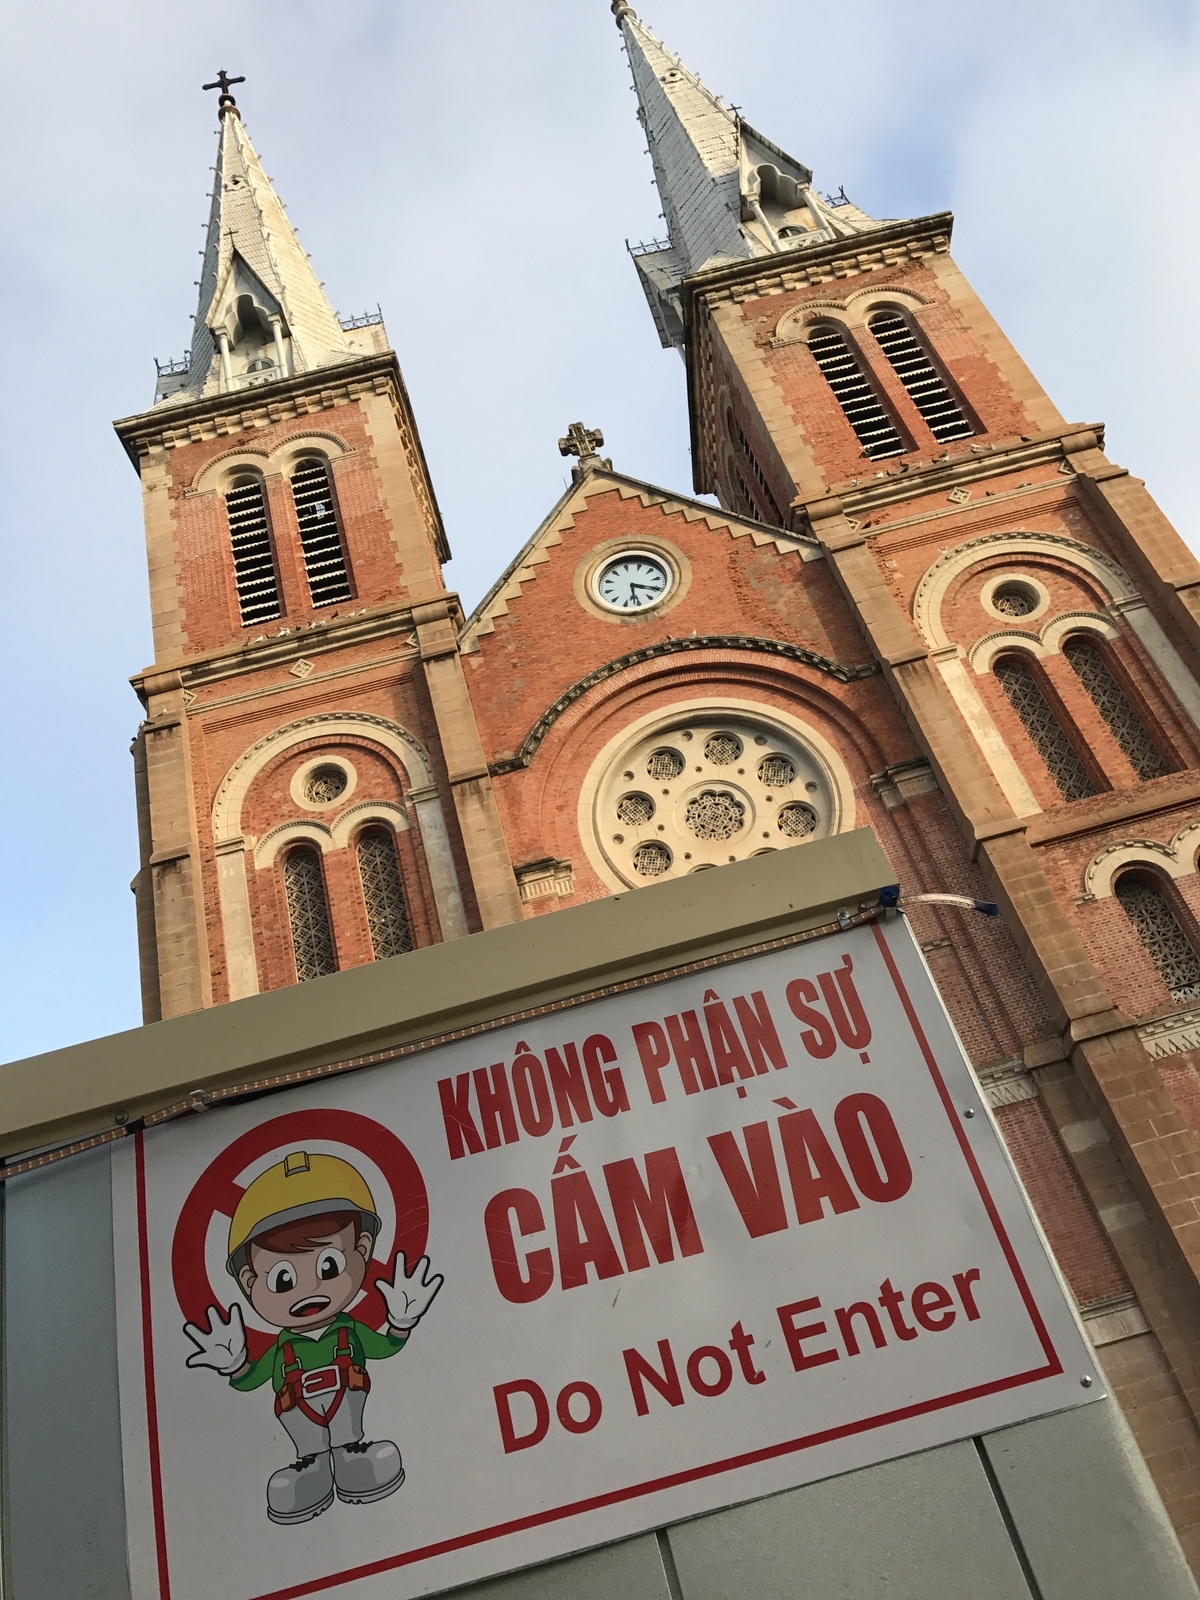 KHÔNG PHẬN SỰ
CẤM VÀO
Do Not Enter